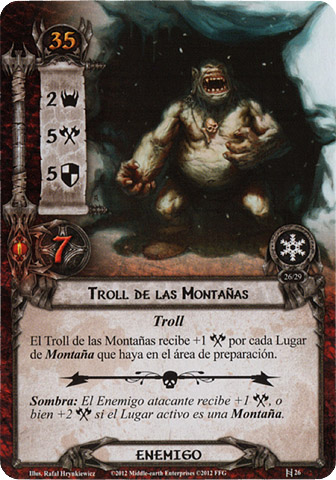 35
2
5
5
7
26/29
Troll de las Montañas
Troll
El Troll de las Montañas recibe +1 por cada Lugar
de Montaña que haya en el área de preparación.
Sombra: El Enemigo atacante recibe +1 , o
bien +2 si el Lugar activo es una Montaña.
ENEMIGO
Illus. Rafał Hrynkiewicz ©2012 Middle-earth Enterprises ©2012 FFG 26